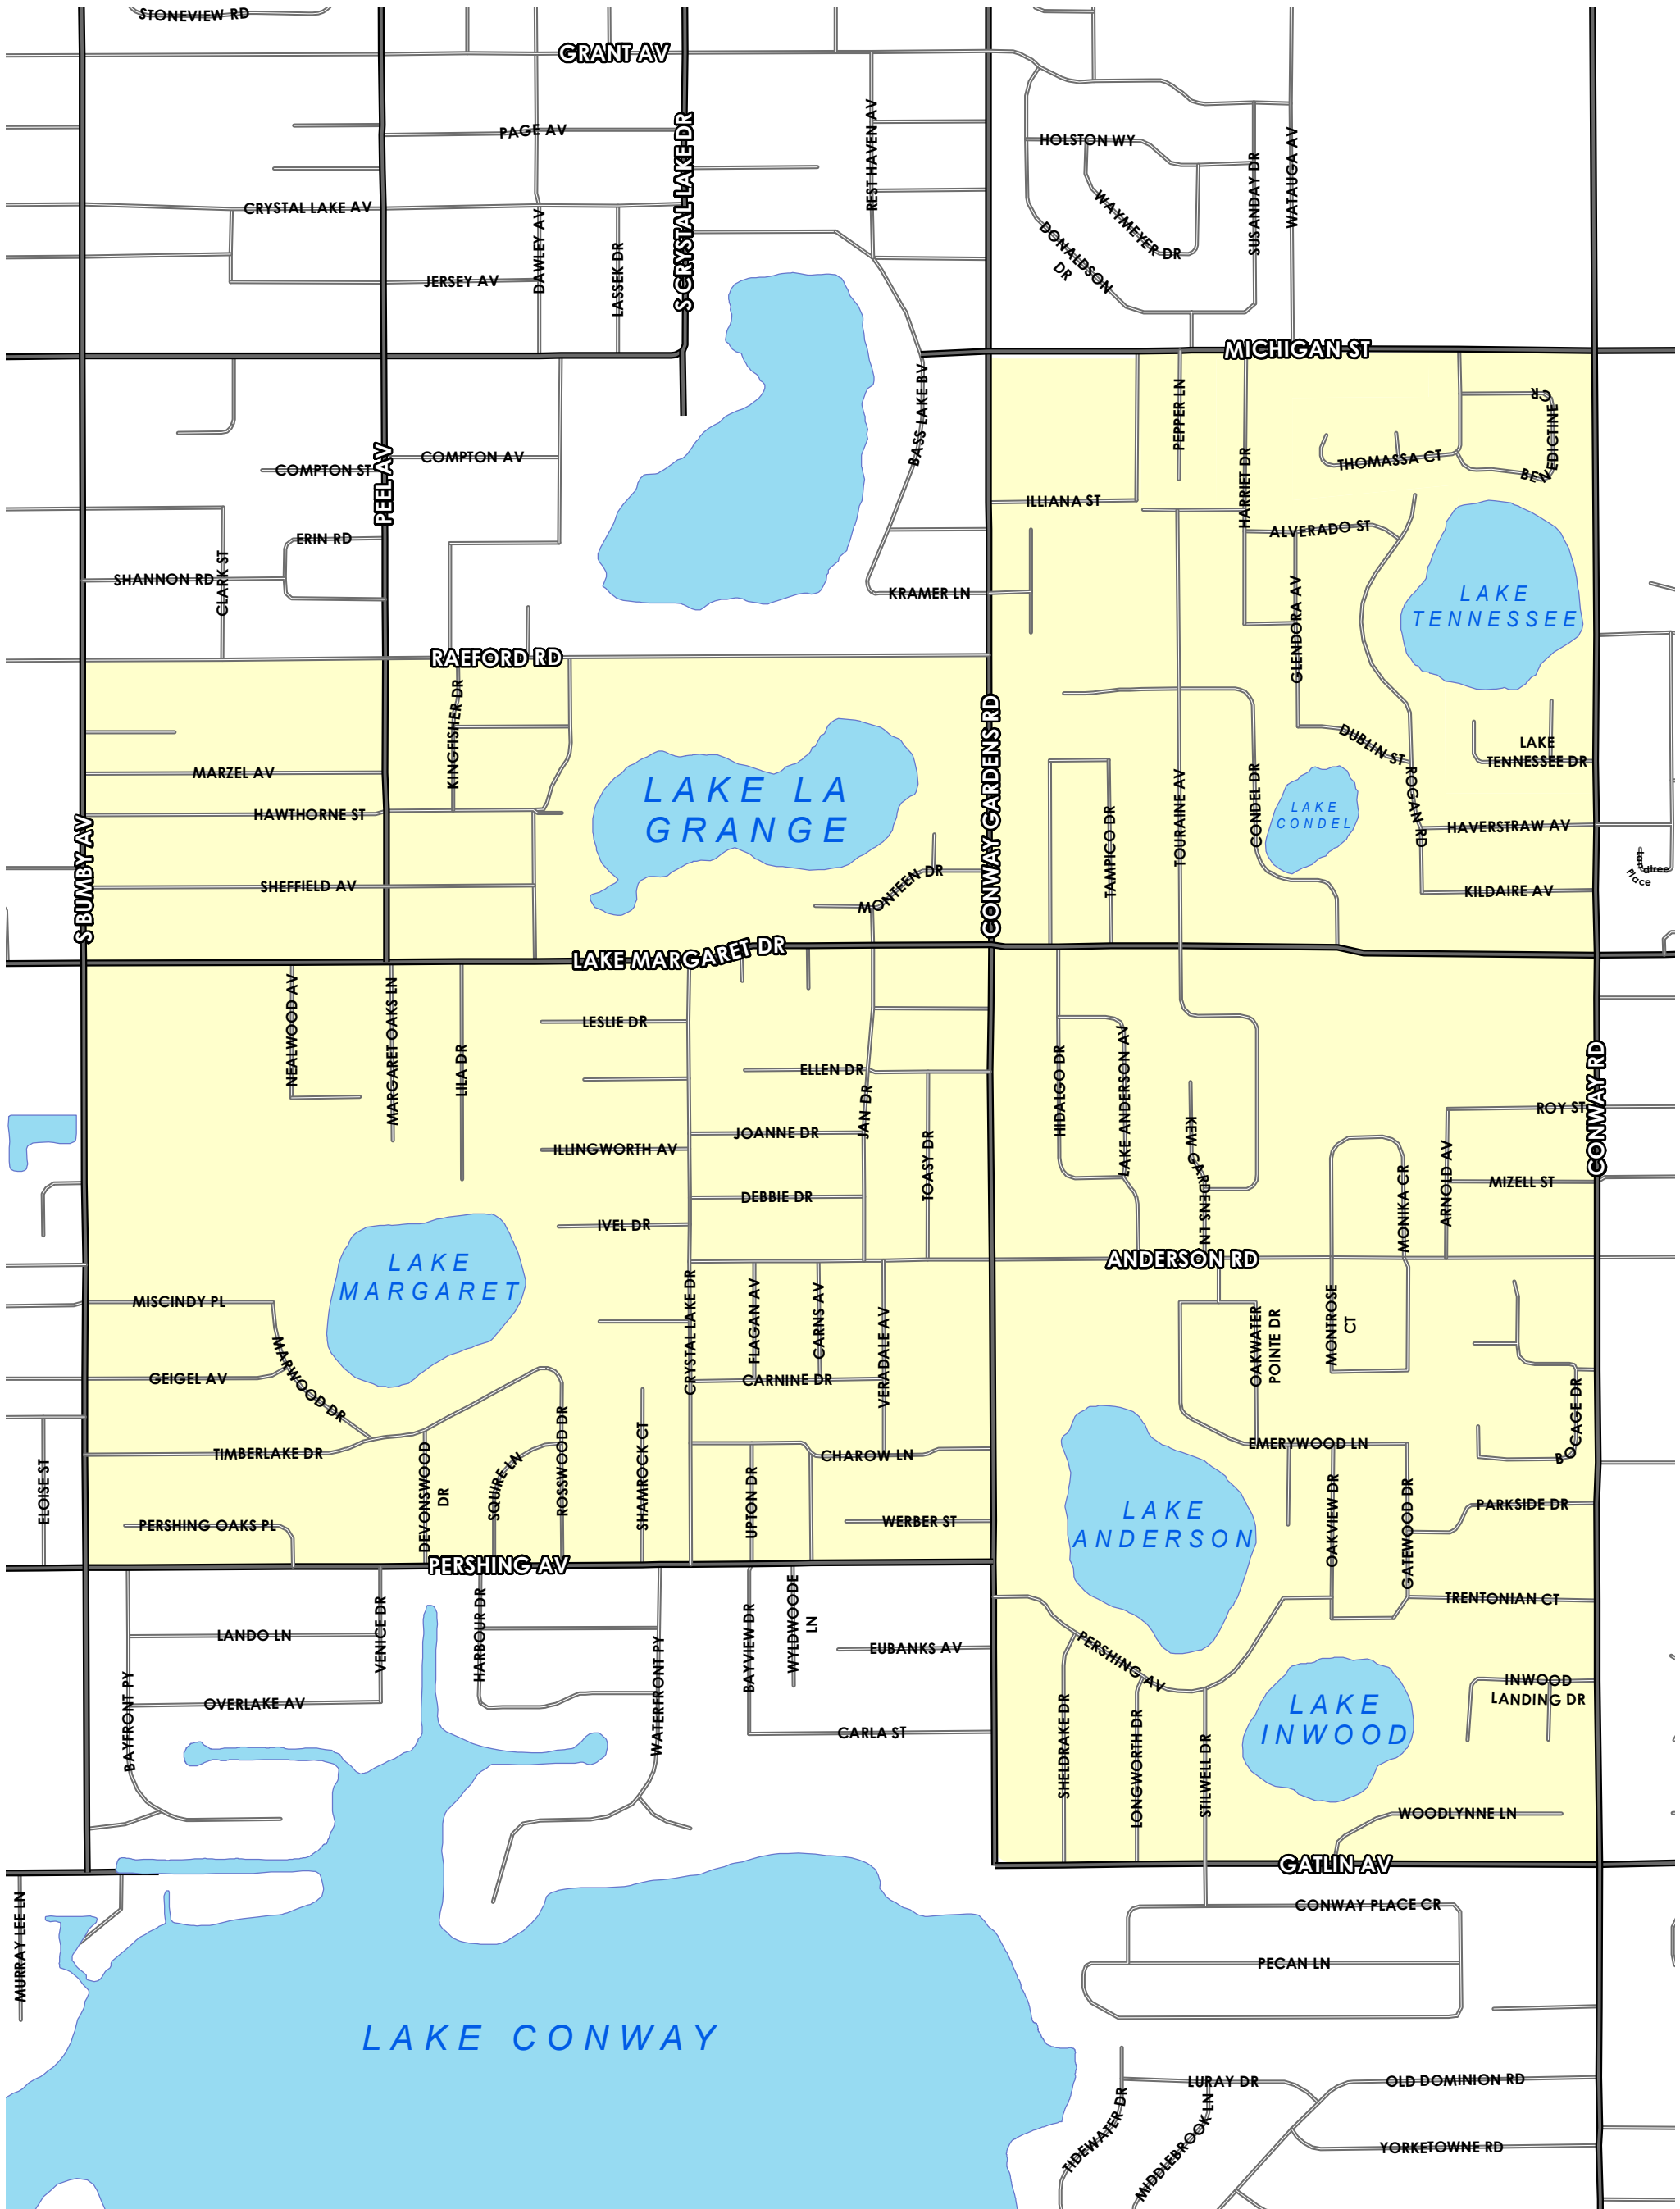 STONEVIEW RD
GRANT AV
PAGE AV
S CRYSTAL LAKE DR
REST HAVEN AV
HOLSTON WY
WAYMEYER DR
SUSANDAY DR
WATAUGA AV
DONALDSON
DR
CRYSTAL LAKE AV
DAWLEY AV
LASSEK DR
JERSEY AV
MICHIGAN ST
BASS LAKE BV
PEPPER LN
HARRIET DR
THOMASSA CT
BENEDICTINE
CR
COMPTON ST
COMPTON AV
PEEL AV
ILLIANA ST
ALVERADO ST
ERIN RD
SHANNON RD
CLARK ST
KRAMER LN
GLENDORA AV
LAKE
TENNESSEE
RAEFORD RD
KINGFISHER DR
CONWAY GARDENS RD
DUBLIN ST
LAKE
TENNESSEE DR
MARZEL AV
HAWTHORNE ST
LAKE LA
GRANGE
TAMPICO DR
TOURAINE AV
CONDEL DR
LAKE
CONDEL
ROGAN RD
HAVERSTRAW AV
S BUMBY AV
SHEFFIELD AV
MONTEEN DR
KILDAIRE AV
Place
LAKE MARGARET DR
NEALWOOD AV
MARGARET OAKS LN
LILA DR
LESLIE DR
ELLEN DR
JAN DR
HIDALGO DR
LAKE ANDERSON AV
KEW GARDENS LN
CONWAY RD
ROY ST
JOANNE DR
ILLINGWORTH AV
TOASY DR
MONIKA CR
ARNOLD AV
MIZELL ST
DEBBIE DR
IVEL DR
ANDERSON RD
LAKE
MARGARET
MISCINDY PL
MARWOOD DR
CRYSTAL LAKE DR
FLAGAN AV
CARNS AV
VERADALE AV
OAKWATER
POINTE DR
MONTROSE
CT
GEIGEL AV
CARNINE DR
BOCAGE DR
TIMBERLAKE DR
DEVONSWOOD
DR
SQUIRE LN
ROSSWOOD DR
SHAMROCK CT
CHAROW LN
EMERYWOOD LN
ELOISE ST
UPTON DR
LAKE
ANDERSON
OAKVIEW DR
GATEWOOD DR
PARKSIDE DR
PERSHING OAKS PL
WERBER ST
PERSHING AV
TRENTONIAN CT
LANDO LN
VENICE DR
HARBOUR DR
WATERFRONT PY
BAYVIEW DR
WYLDWOODE
LN
EUBANKS AV
PERSHING AV
BAYFRONT PY
OVERLAKE AV
CARLA ST
SHELDRAKE DR
LONGWORTH DR
STILWELL DR
LAKE
INWOOD
INWOOD
LANDING DR
WOODLYNNE LN
GATLIN AV
MURRAY LEE LN
CONWAY PLACE CR
PECAN LN
LAKE CONWAY
TIDEWATER DR
LURAY DR
MIDDLEBROOK LN
OLD DOMINION RD
YORKETOWNE RD